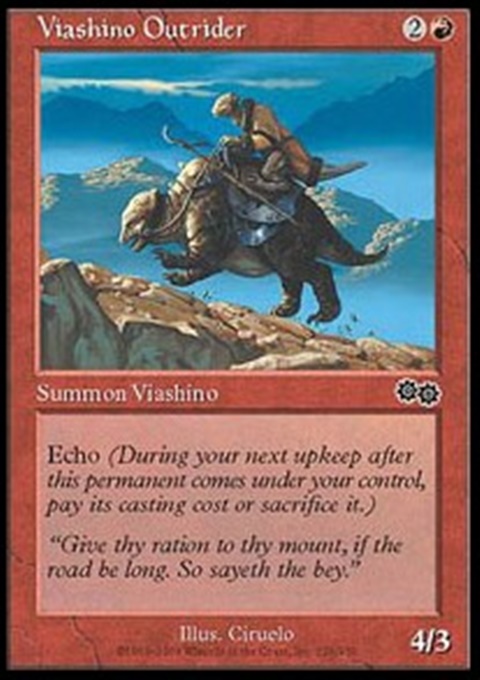 Viashino Outrider
2
Summon Viashino
Echo (During your next upkeep after
this permanent comes under your control,
pay its casting cost or sacrifice it.)
“Give thy ration to thy mount, if the
road be long. So sayeth the bey.”
Illus. Ciruelo
4/3